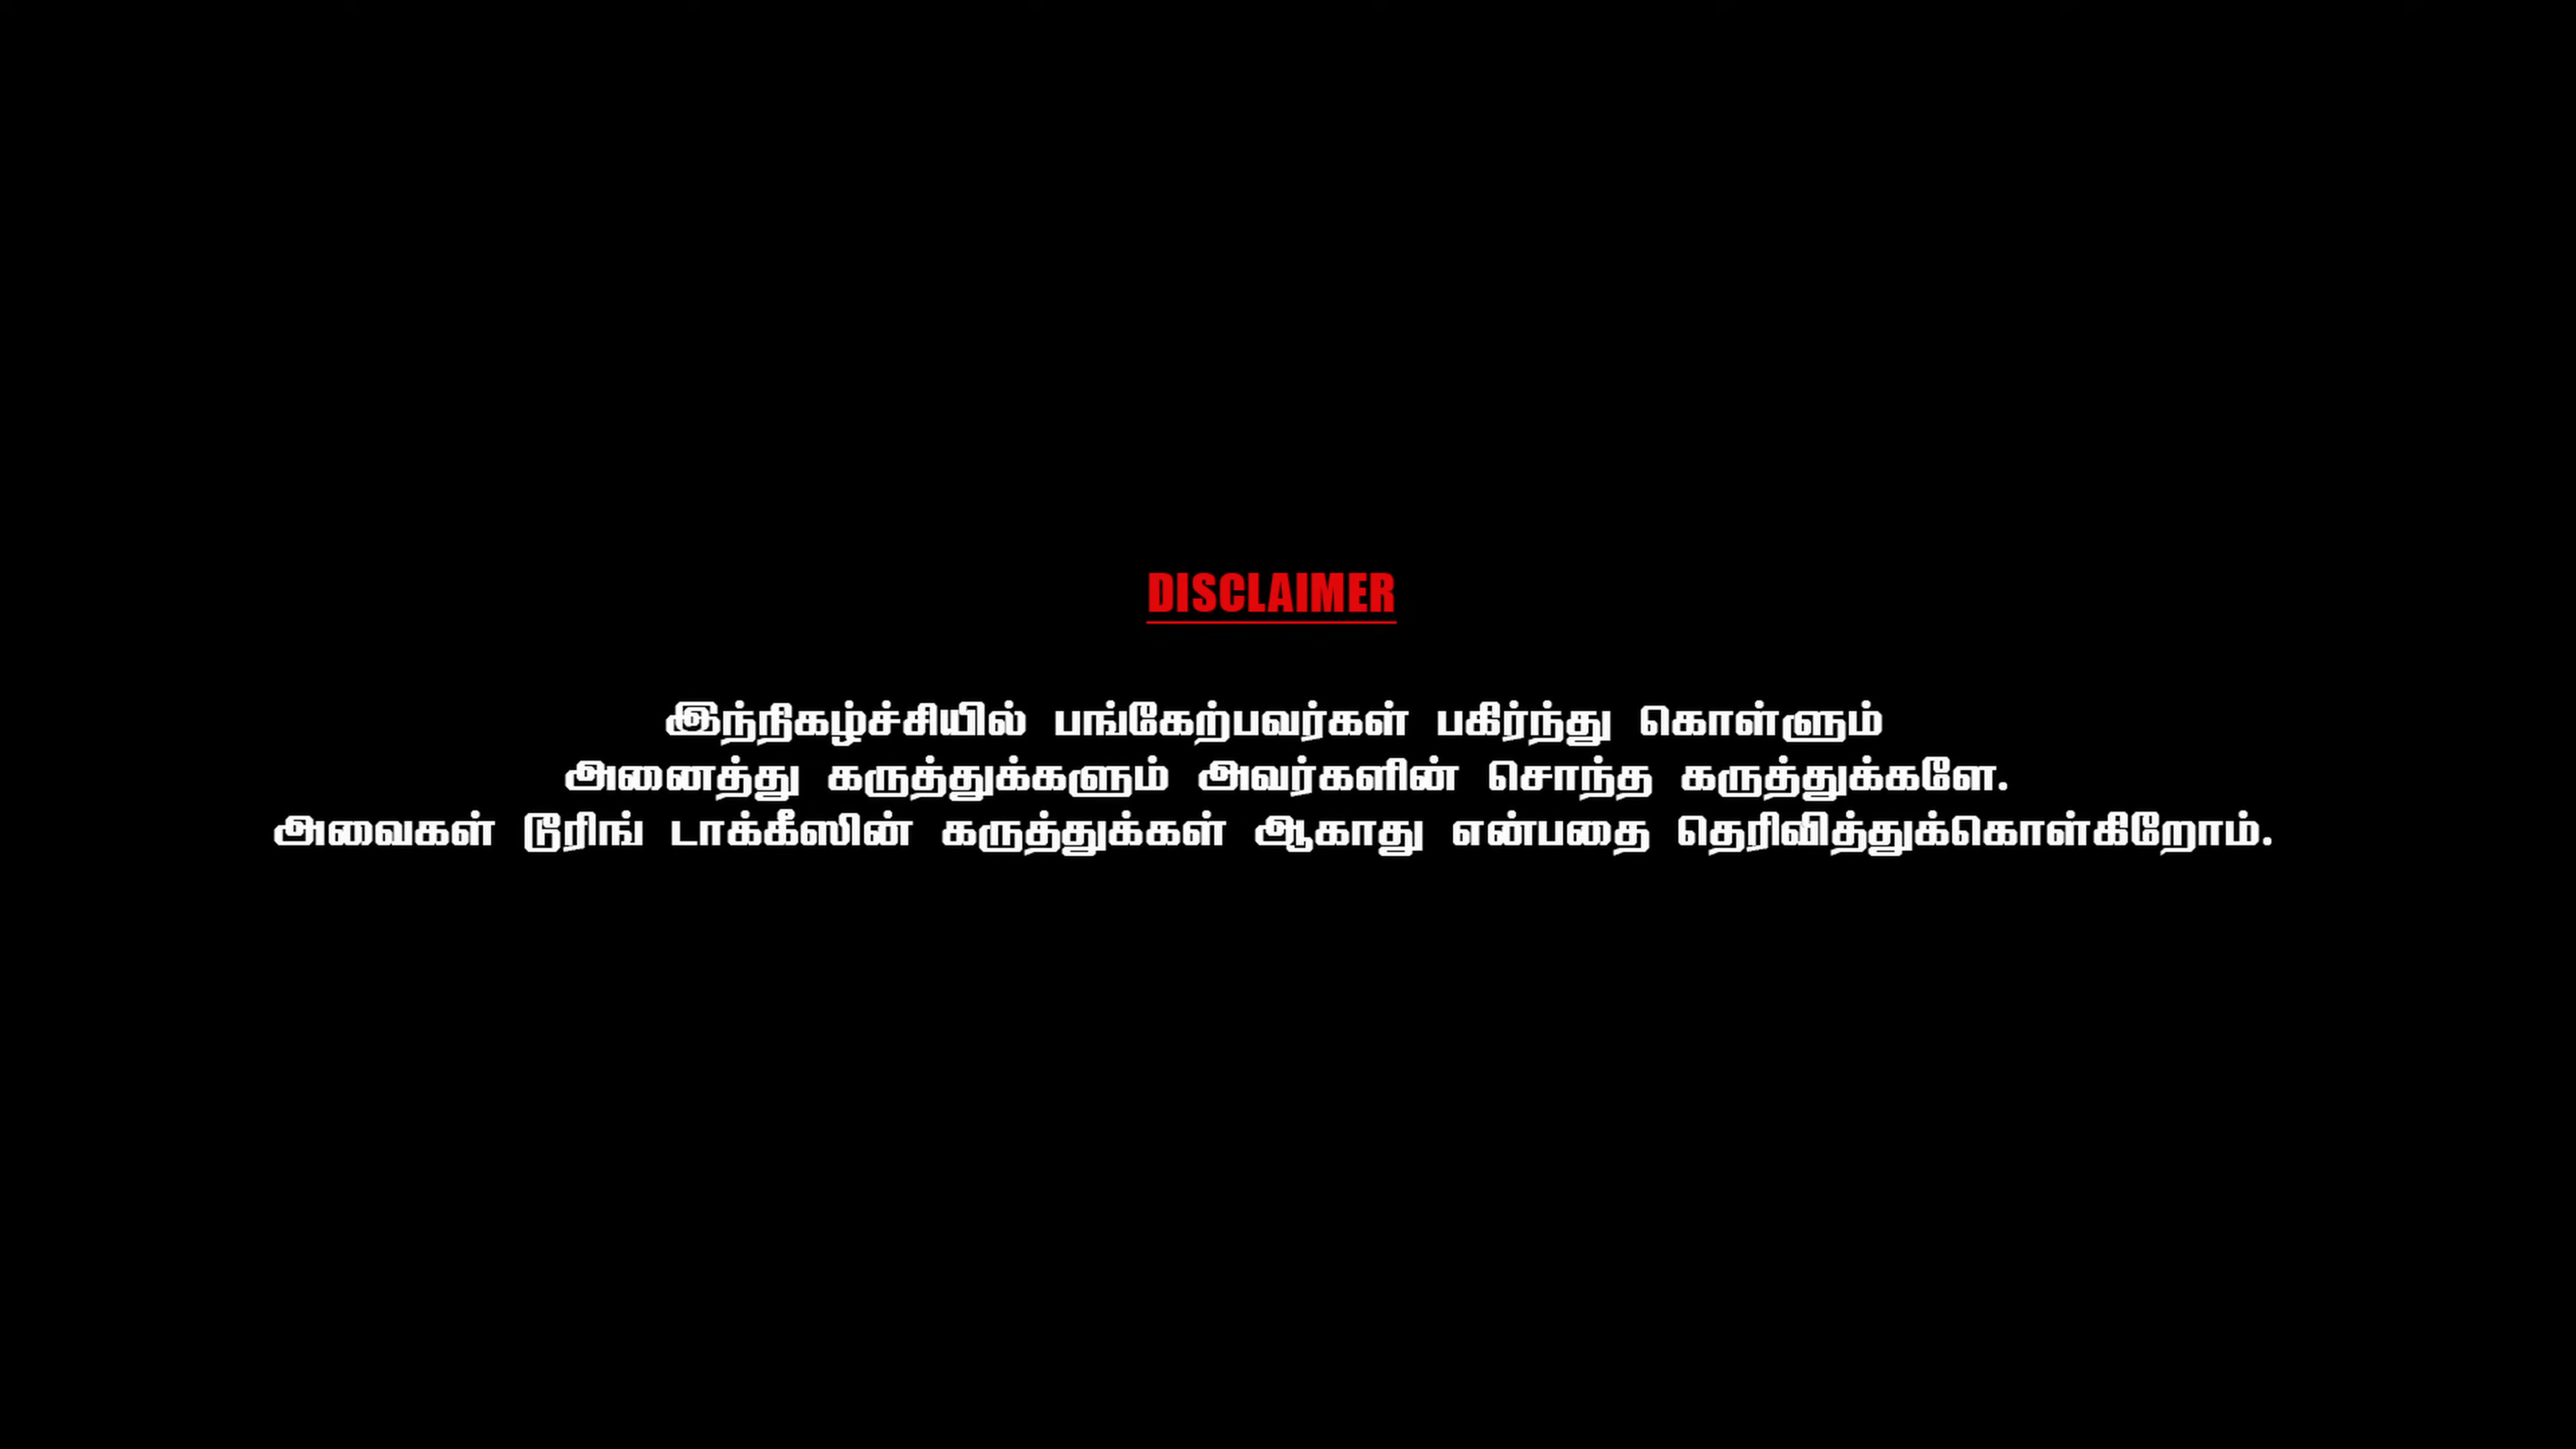 DISCLAIMER
இந்நிகழ்ச்சியில் பங்கேற்பவர்கள் பகிர்ந்து கொள்ளும்
அனைத்து கருத்துக்களும் அவர்களின் சொந்த கருத்துக்களே.
அவைகள் டூரிங் டாக்கீஸின் கருத்துக்கள் ஆகாது என்பதை தெரிவித்துக்கொள்கிறோம்.